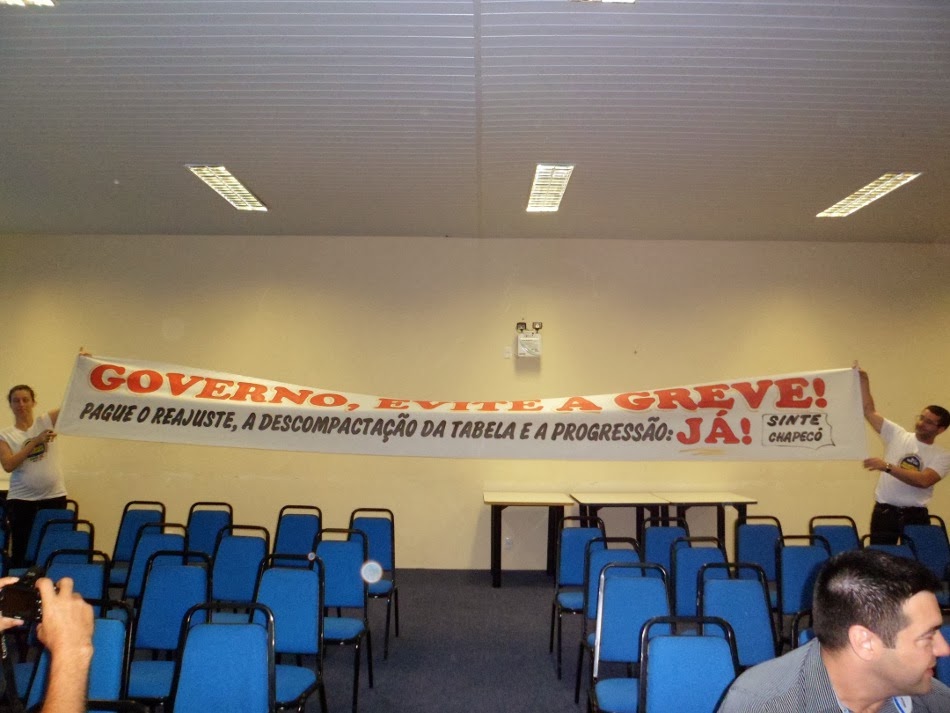 GOVERNO, EVITE A GREVE!
PAGUE O REAJUSTE, A DESCOMPACTAÇÃO DA TABELA E A PROGRESSÃO: JÁ!
SINTE
CHAPECÓ